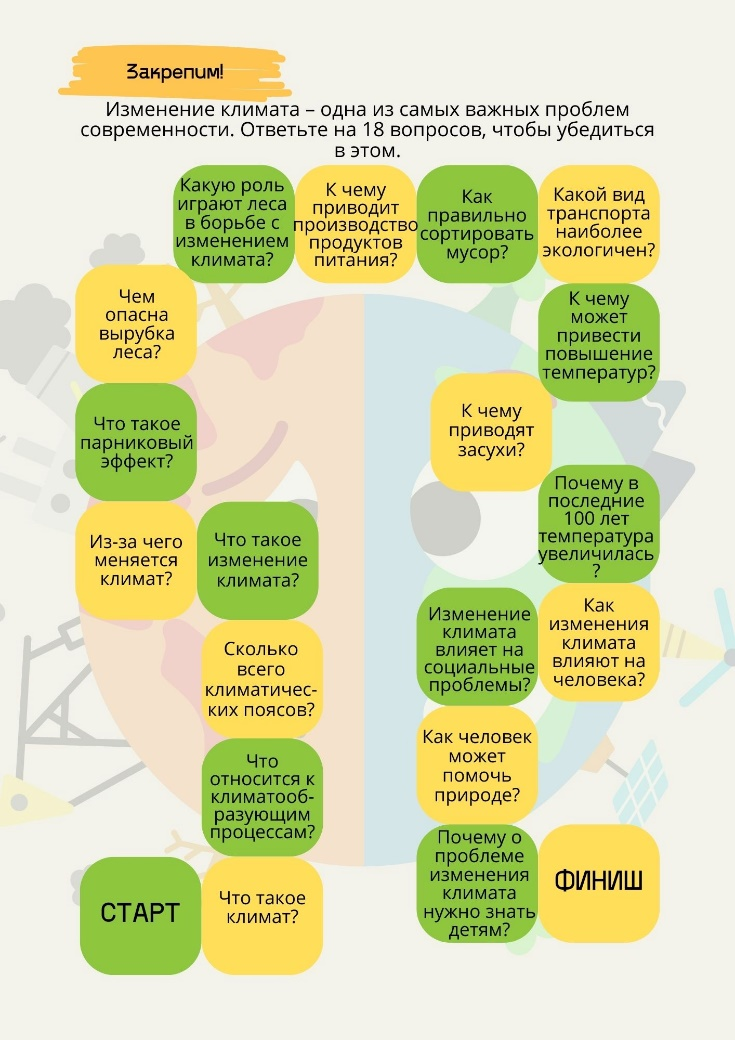 Закрепим!
Изменение климата – одна из самых важных проблем
современности. Ответьте на 18 вопросов, чтобы убедиться
в этом.
Какую роль
играют леса
в борьбе с
изменением
климата?
К чему
приводит
производство
продуктов
питания?
Как
правильно
сортировать
мусор?
Какой вид
транспорта
наиболее
экологичен?
Чем
опасна
вырубка
леса?
К чему
может
привести
повышение
температур?
Что такое
парниковый
эффект?
К чему
приводят
засухи?
Почему в
последние
100 лет
температура
увеличилась
?
Из-за чего
меняется
климат?
Что такое
изменение
климата?
Изменение
климата
влияет на
социальные
проблемы?
Как
изменения
климата
влияют на
человека?
Сколько
всего
климатичес-
ких поясов?
Как человек
может
помочь
природе?
Что
относится к
климатооб-
разующим
процессам?
Почему о
проблеме
изменения
климата
нужно знать
детям?
ФИНИШ
СТАРТ
Что такое
климат?